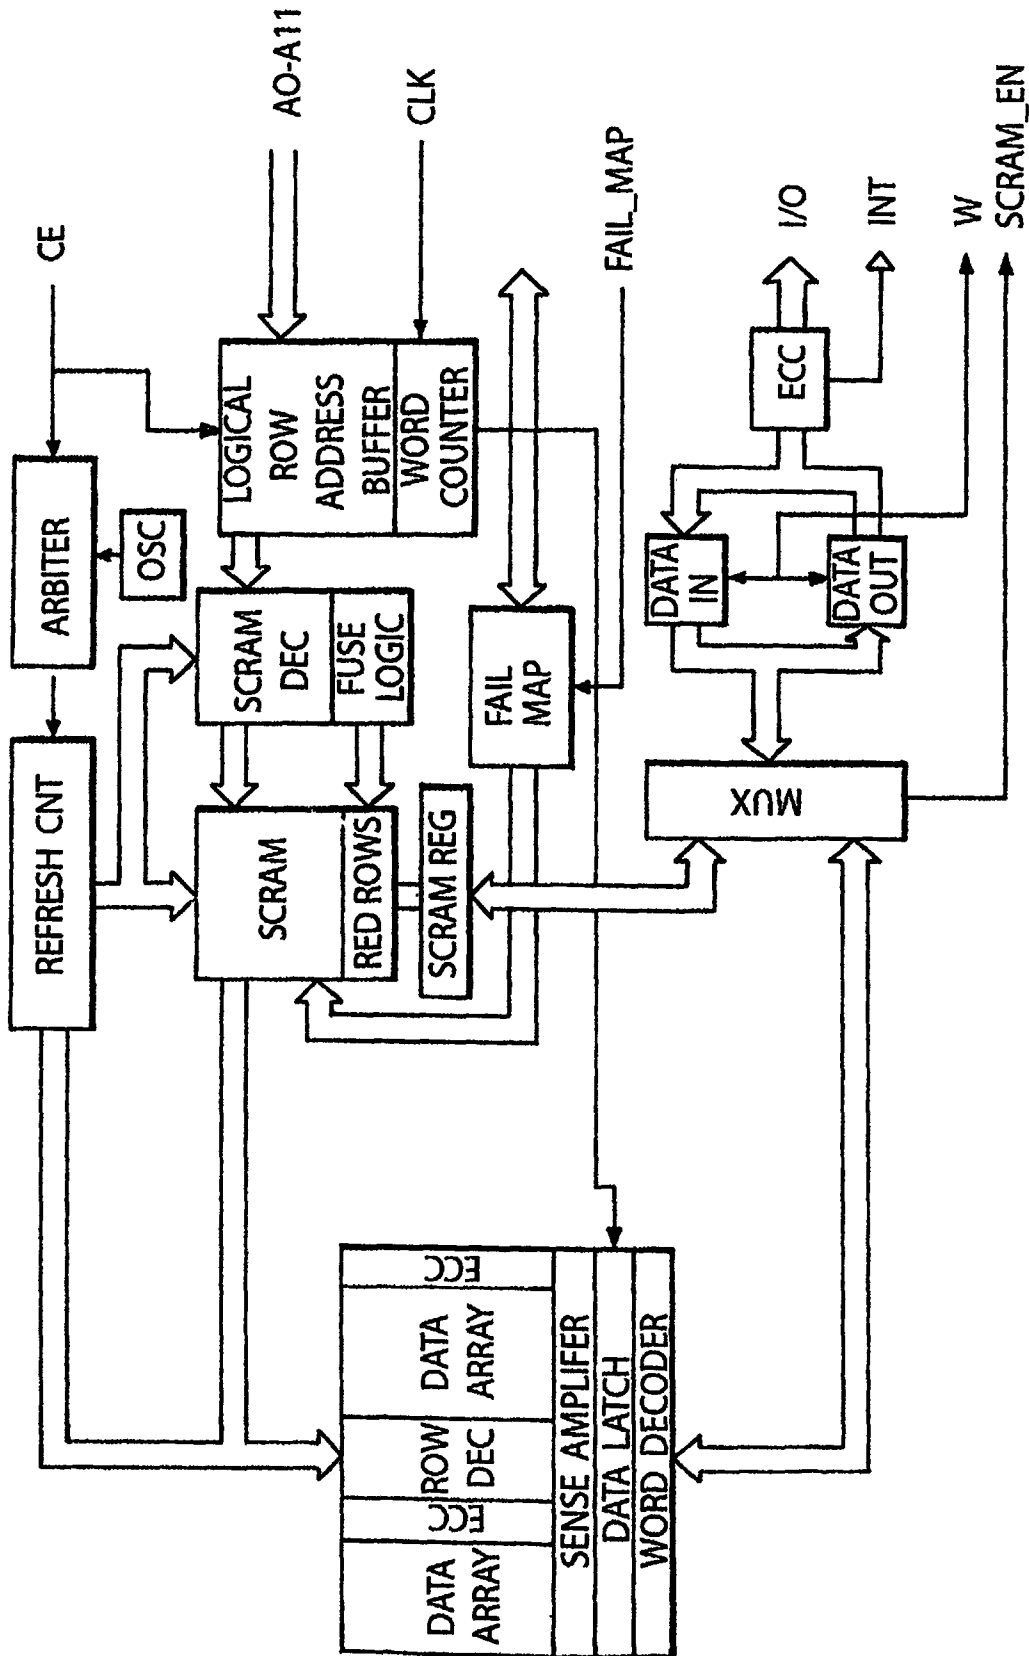 CE
AO-A11
CLK
FAIL_MAP
I/O
INT
W
SCRAM_EN
ARBITER
OSC
LOGICAL
ROW
ADDRESS
BUFFER
WORD
COUNTER
ECC
REFRESH CNT
SCRAM
DEC
FUSE
LOGIC
FAIL
MAP
DATA
IN
DATA
OUT
SCRAM
RED ROWS
SCRAM REG
MUX
DATA
ARRAY
ECC
ROW
DEC
DATA
ARRAY
ECC
SENSE AMPLIFER
DATA LATCH
WORD DECODER